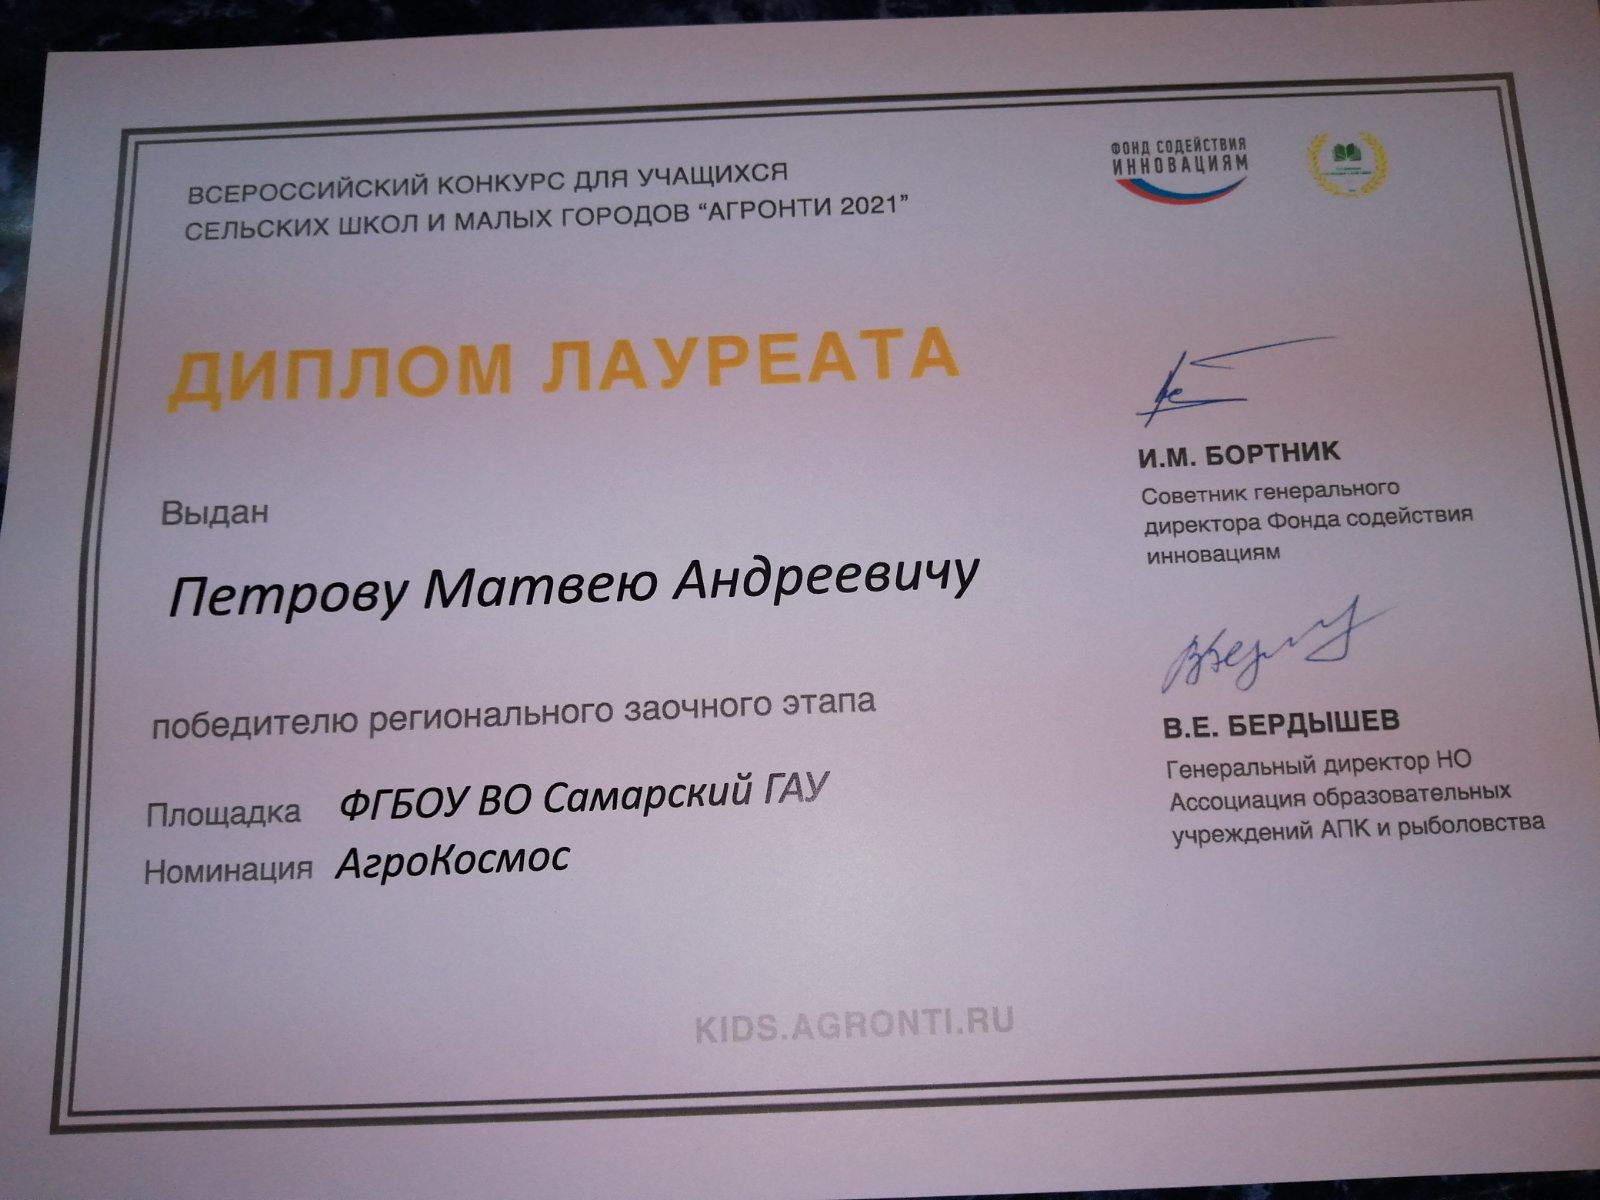 ВСЕРОССИЙСКИЙ КОНКУРС ДЛЯ УЧАЩИХСЯ
СЕЛЬСКИХ ШКОЛ И МАЛЫХ ГОРОДОВ “АГРОНТИ 2021”
ФОНД СОДЕЙСТВИЯ
ИННОВАЦИЯМ
ДИПЛОМ ЛАУРЕАТА
Выдан
Петрову Матвею Андреевичу
победителю регионального заочного этапа
Площадка ФГБОУ ВО Самарский ГАУ
Номинация АгроКосмос
И.М. БОРТНИК
Советник генерального
директора Фонда содействия
инновациям
В.Е. БЕРДЫШЕВ
Генеральный директор НО
Ассоциация образовательных
учреждений АПК и рыболовства
KIDS.AGRONTI.RU